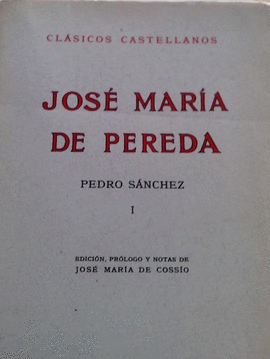 CLÁSICOS CASTELLANOS
JOSÉ MARÍA
DE PEREDA
PEDRO SÁNCHEZ
I
EDICIÓN, PRÓLOGO Y NOTAS DE
JOSÉ MARÍA DE COSSÍO